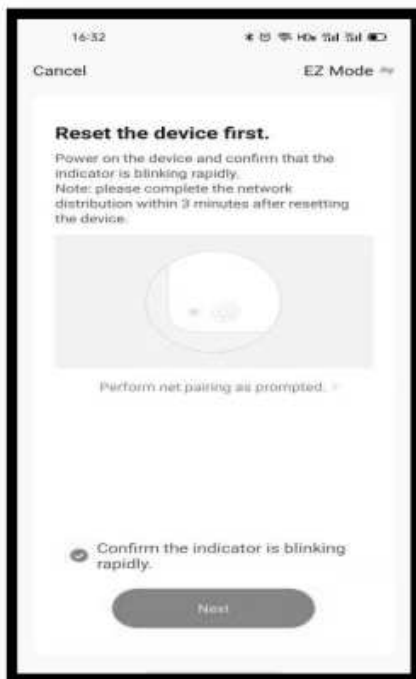 16:32
Cancel
EZ Mode
Reset the device first.
Power on the device and confirm that the
indicator is blinking rapidly.
Note: please complete the network
distribution within 3 minutes after resetting
the device.
Perform net pairing as prompted.
Confirm the indicator is blinking
rapidly.
Next